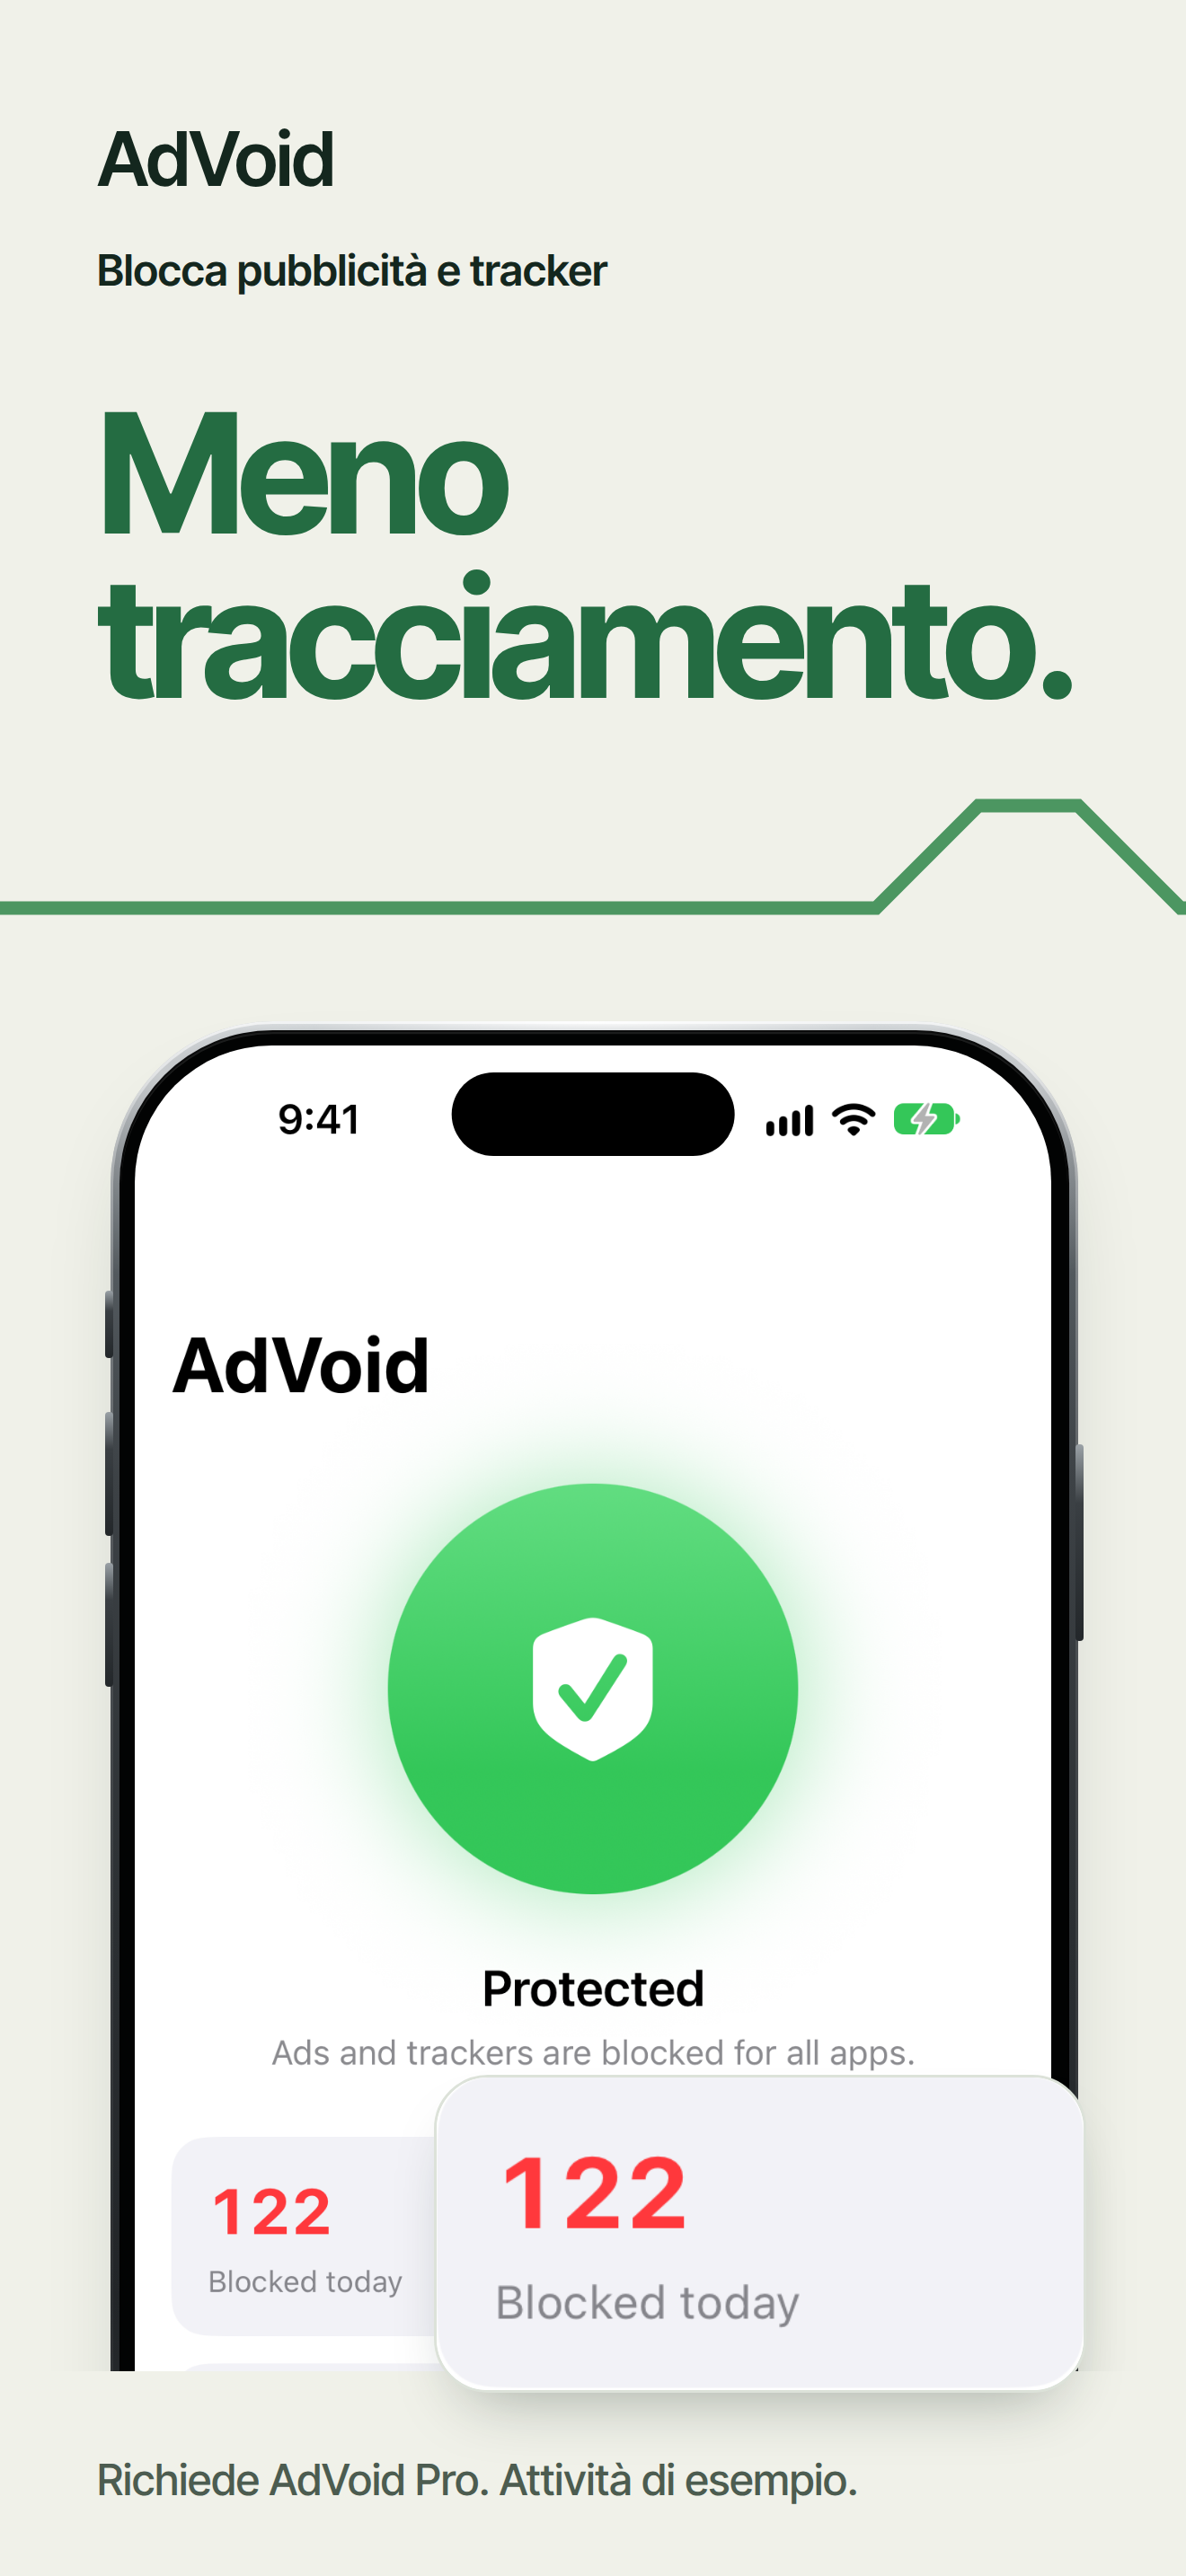 AdVoid
Blocca pubblicità e tracker
Meno
tracciamento.
9:41
AdVoid
Protected
Ads and trackers are blocked for all apps.
122
Blocked today
122
Blocked today
Richiede AdVoid Pro. Attività di esempio.